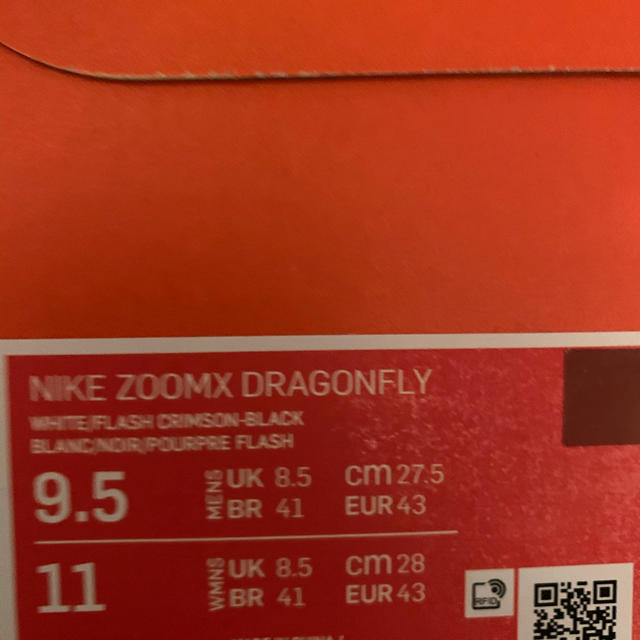 NIKE ZOOMX DRAGONFLY
WHITE/FLASH CRIMSON-BLACK
BLANC/NOIR/POURPRE FLASH
9.5 MENS UK 8.5 CM 27.5
BR 41 EUR 43
11 WMNS UK 8.5 CM 28
BR 41 EUR 43
RFID